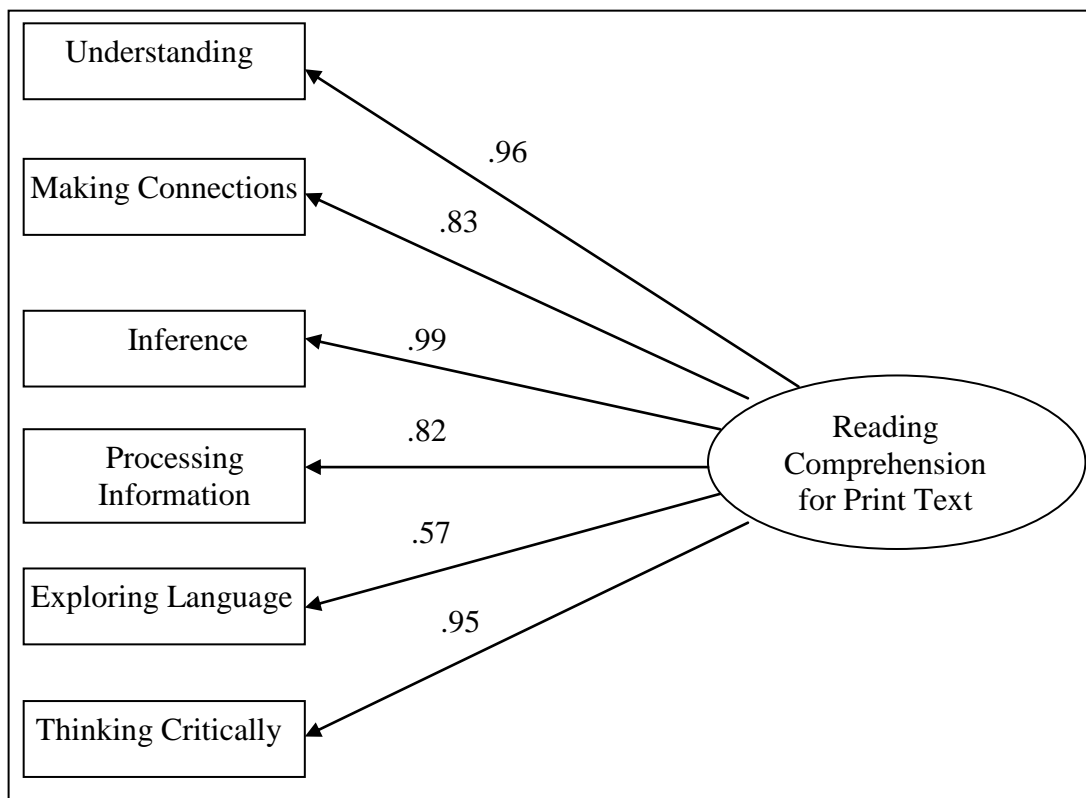 Understanding
.96
Making Connections
.83
Inference
.99
Processing
Information
.82
Exploring Language
.57
Thinking Critically
.95
Reading
Comprehension
for Print Text